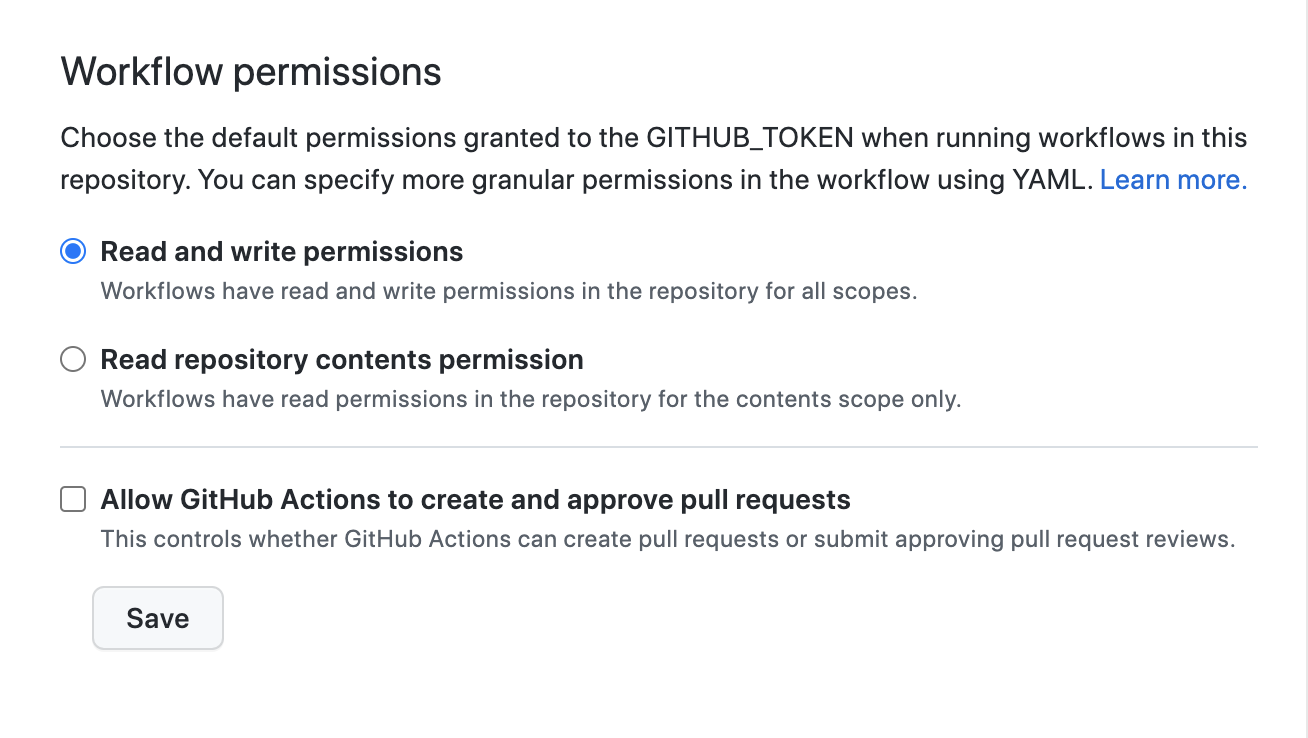 Workflow permissions
Choose the default permissions granted to the GITHUB_TOKEN when running workflows in this
repository. You can specify more granular permissions in the workflow using YAML. Learn more.
Read and write permissions
Workflows have read and write permissions in the repository for all scopes.
Read repository contents permission
Workflows have read permissions in the repository for the contents scope only.
Allow GitHub Actions to create and approve pull requests
This controls whether GitHub Actions can create pull requests or submit approving pull request reviews.
Save